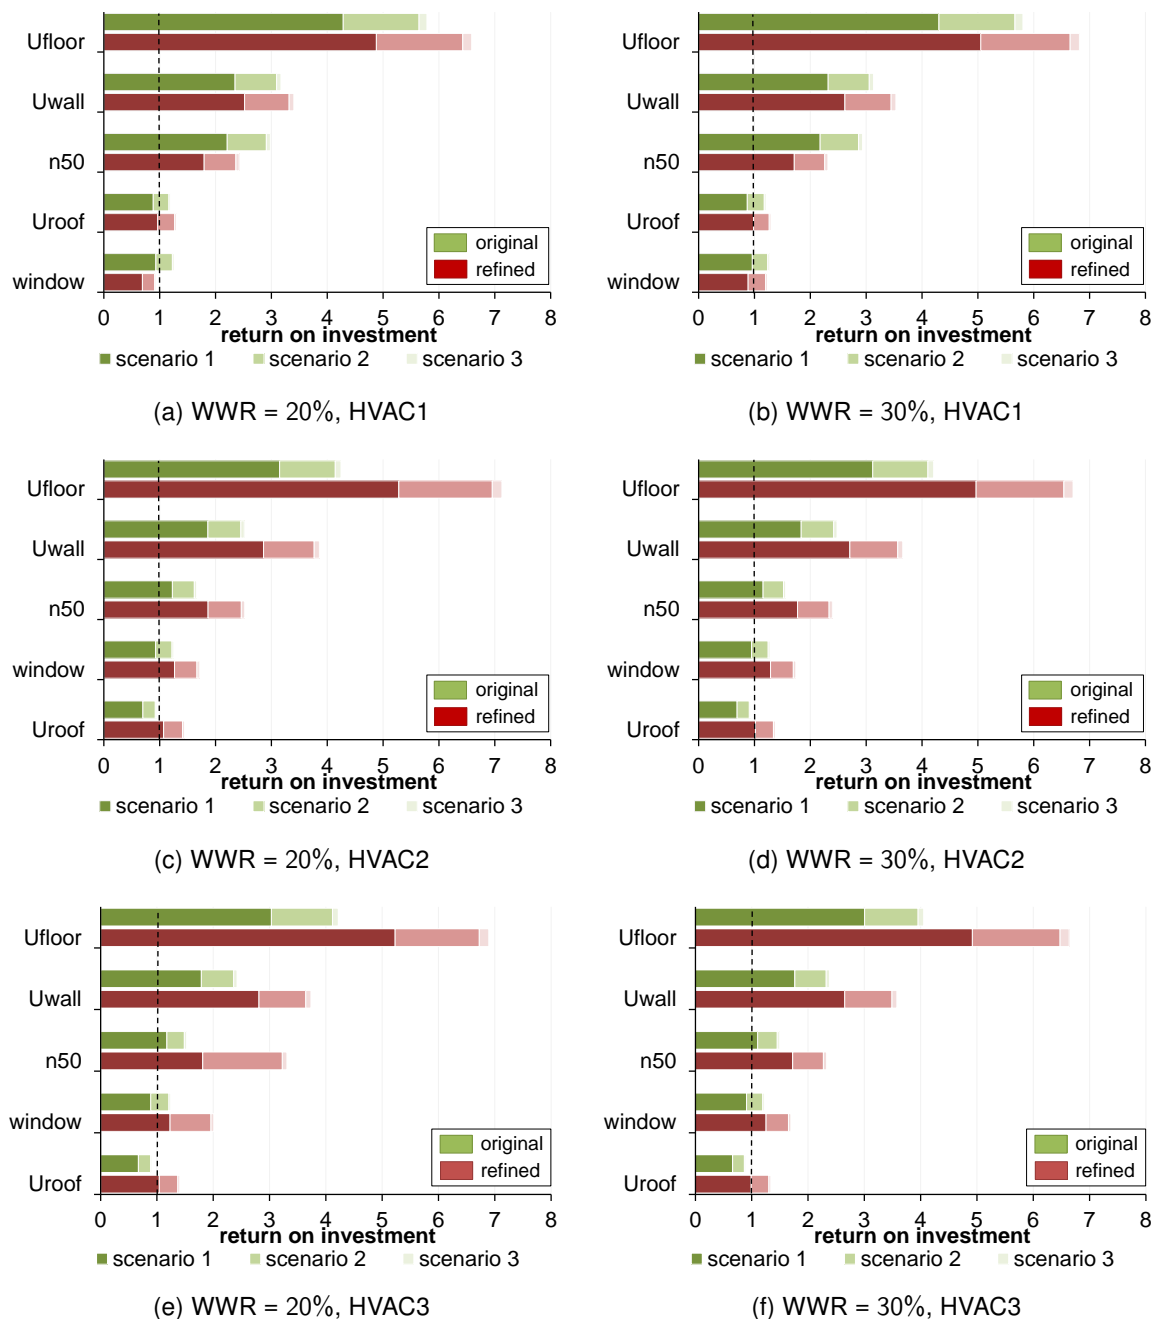 Ufloor
Uwall
n50
Uroof
window
original
refined
0 1 2 3 4 5 6 7 8
return on investment
scenario 1 scenario 2 scenario 3
(a) WWR = 20%, HVAC1
Ufloor
Uwall
n50
Uroof
window
original
refined
0 1 2 3 4 5 6 7 8
return on investment
scenario 1 scenario 2 scenario 3
(b) WWR = 30%, HVAC1
Ufloor
Uwall
n50
window
Uroof
original
refined
0 1 2 3 4 5 6 7 8
return on investment
scenario 1 scenario 2 scenario 3
(c) WWR = 20%, HVAC2
Ufloor
Uwall
n50
window
Uroof
original
refined
0 1 2 3 4 5 6 7 8
return on investment
scenario 1 scenario 2 scenario 3
(d) WWR = 30%, HVAC2
Ufloor
Uwall
n50
window
Uroof
original
refined
0 1 2 3 4 5 6 7 8
return on investment
scenario 1 scenario 2 scenario 3
(e) WWR = 20%, HVAC3
Ufloor
Uwall
n50
window
Uroof
original
refined
0 1 2 3 4 5 6 7 8
return on investment
scenario 1 scenario 2 scenario 3
(f) WWR = 30%, HVAC3